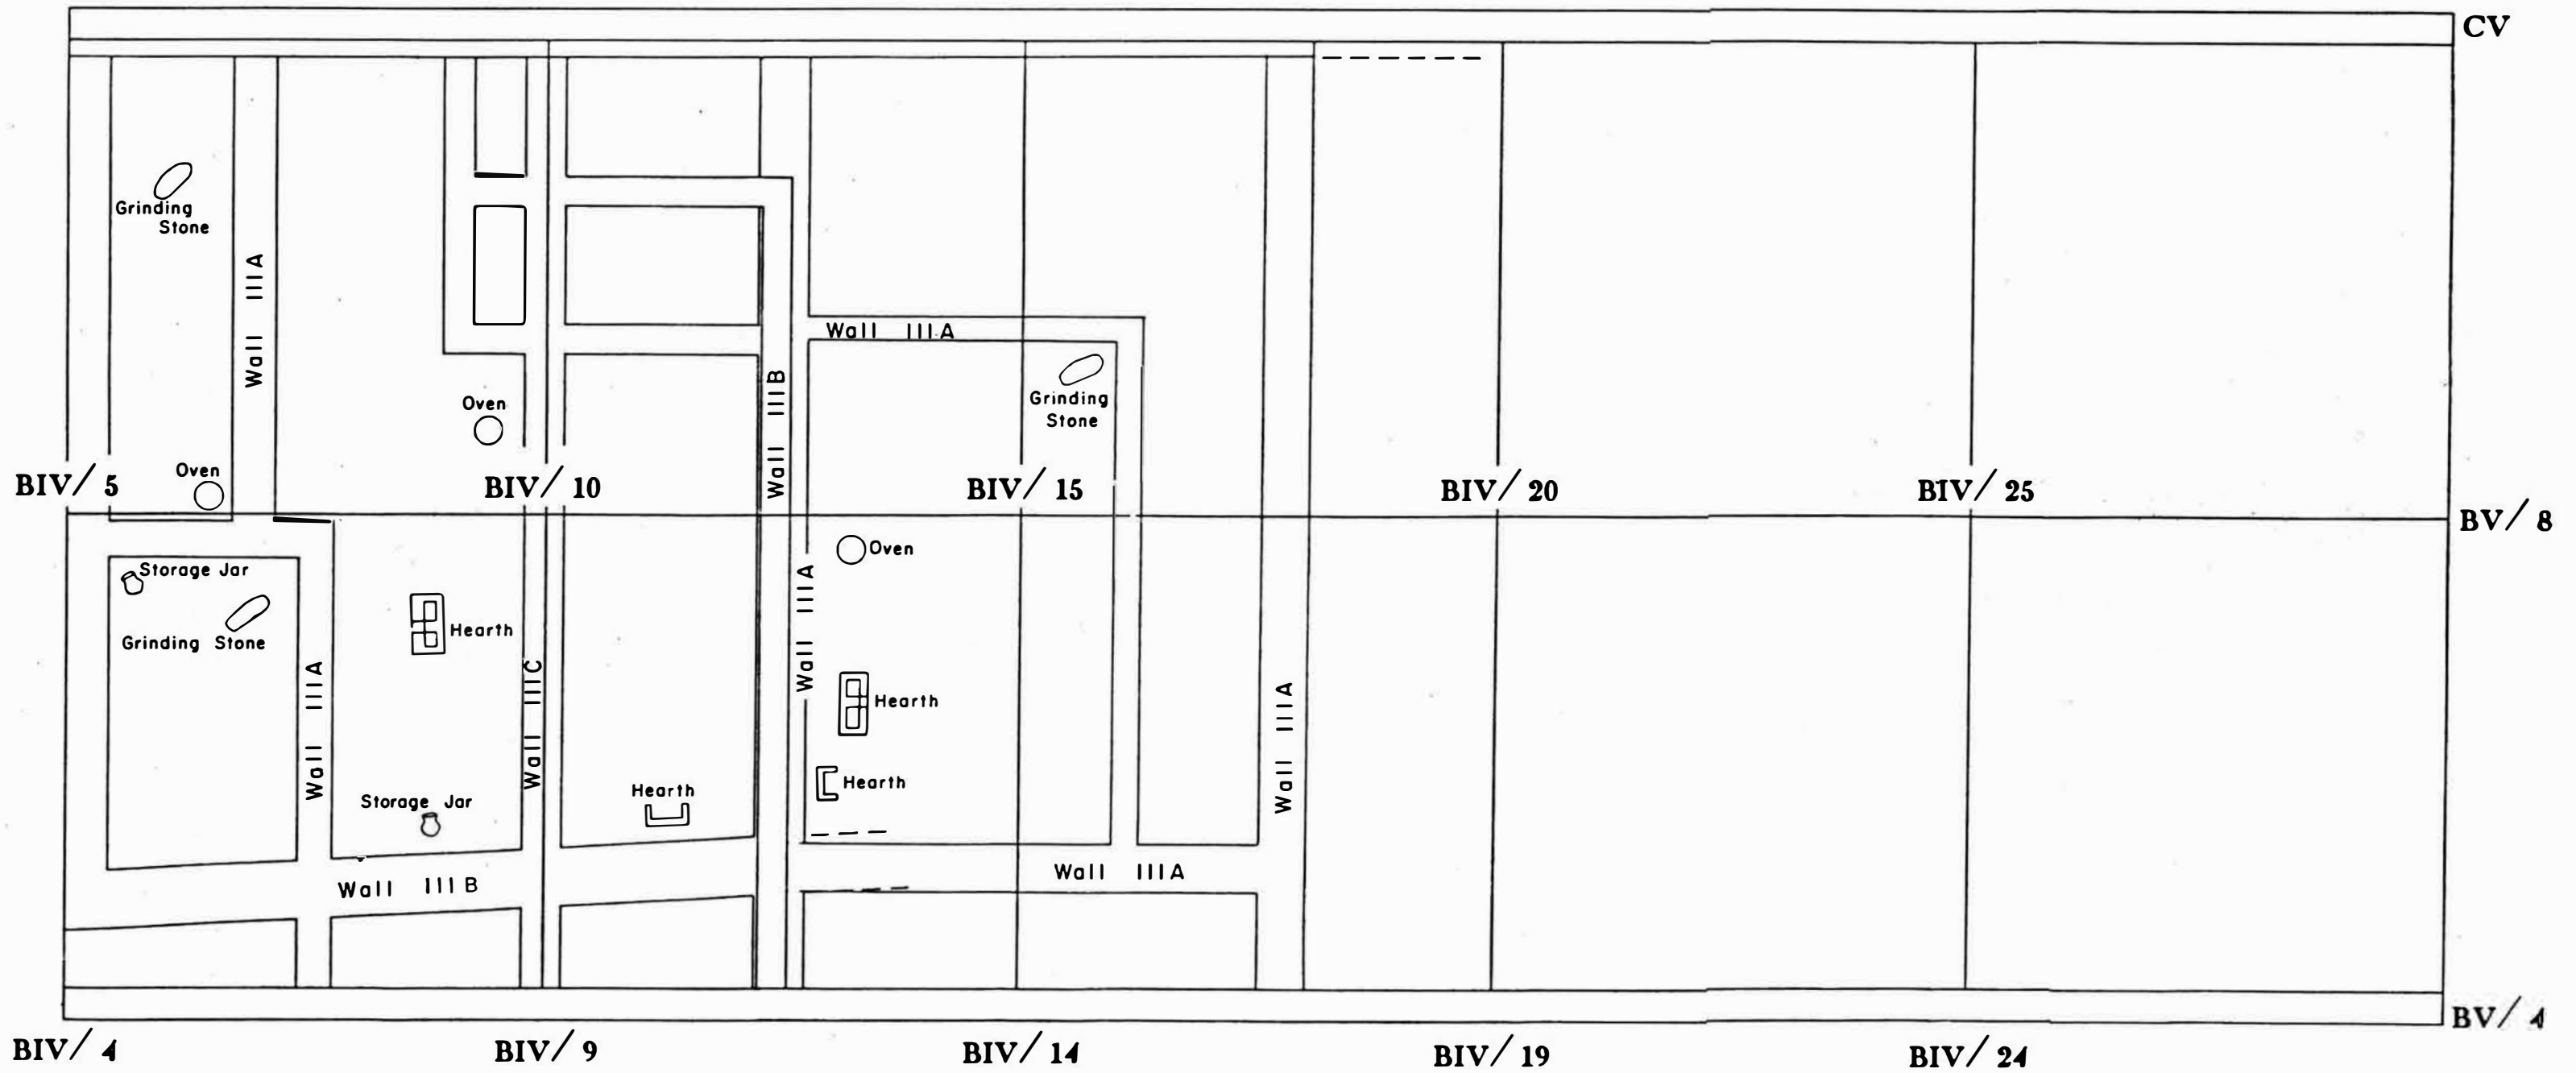 CV
Grinding
Stone
Wall IIIA
Wall IIIA
Oven
Wall IIIB
Grinding
Stone
Oven
BIV/ 5
BIV/ 10
BIV/ 15
BIV/ 20
BIV/ 25
BV/ 8
Storage Jar
Oven
Grinding Stone
Hearth
Wall IIIA
Wall IIIA
Wall IIIC
Hearth
Wall IIIA
Hearth
Hearth
Storage Jar
Wall IIIB
Wall IIIA
BV/ 4
BIV/ 4
BIV/ 9
BIV/ 14
BIV/ 19
BIV/ 24